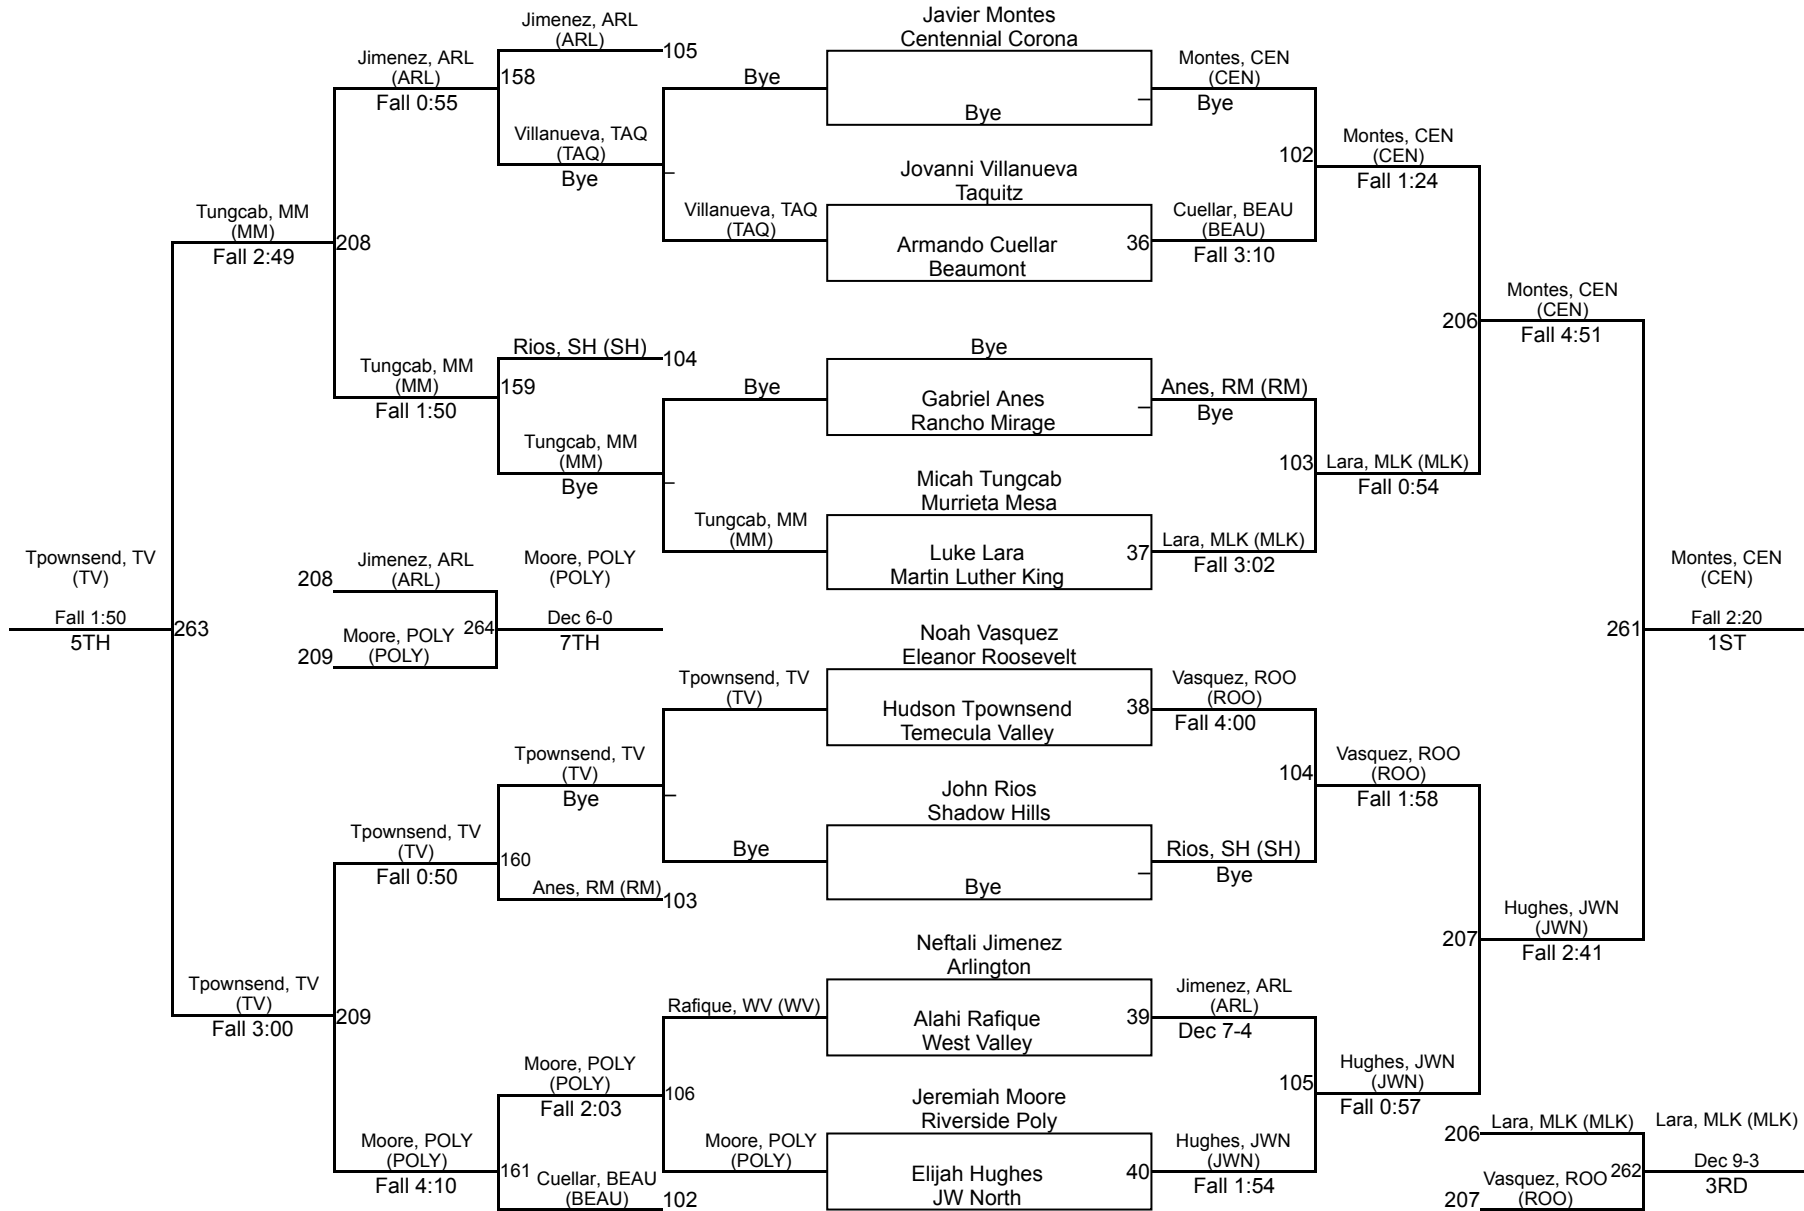 Jimenez, ARL
(ARL)
105
Jimenez, ARL
(ARL)
Fall 0:55
158
Villanueva, TAQ
(TAQ)
Bye
Bye
Javier Montes
Centennial Corona
Bye
Montes, CEN
(CEN)
Bye
Villanueva, TAQ
(TAQ)
Jovanni Villanueva
Taquitz
Armando Cuellar
Beaumont
36
Cuellar, BEAU
(BEAU)
Fall 3:10
102
Montes, CEN
(CEN)
Fall 1:24
Tungcab, MM
(MM)
Fall 2:49
208
Rios, SH (SH)
104
Tungcab, MM
(MM)
Fall 1:50
159
Tungcab, MM
(MM)
Bye
Bye
Bye
Gabriel Anes
Rancho Mirage
Anes, RM (RM)
Bye
Tungcab, MM
(MM)
Micah Tungcab
Murrieta Mesa
Luke Lara
Martin Luther King
37
Lara, MLK (MLK)
Fall 3:02
103
Lara, MLK (MLK)
Fall 0:54
206
Montes, CEN
(CEN)
Fall 4:51
Tpownsend, TV
(TV)
Fall 1:50
5TH
263
208
Jimenez, ARL
(ARL)
209
Moore, POLY
(POLY)
264
Moore, POLY
(POLY)
Dec 6-0
7TH
261
Montes, CEN
(CEN)
Fall 2:20
1ST
Tpownsend, TV
(TV)
Noah Vasquez
Eleanor Roosevelt
Hudson Tpownsend
Temecula Valley
38
Vasquez, ROO
(ROO)
Fall 4:00
Tpownsend, TV
(TV)
Bye
Bye
John Rios
Shadow Hills
Bye
Rios, SH (SH)
Bye
104
Vasquez, ROO
(ROO)
Fall 1:58
Tpownsend, TV
(TV)
Fall 0:50
160
Anes, RM (RM)
103
Tpownsend, TV
(TV)
Fall 3:00
209
Rafique, WV (WV)
Neftali Jimenez
Arlington
Alahi Rafique
West Valley
39
Jimenez, ARL
(ARL)
Dec 7-4
207
Hughes, JWN
(JWN)
Fall 2:41
Moore, POLY
(POLY)
Fall 2:03
106
Moore, POLY
(POLY)
Jeremiah Moore
Riverside Poly
Elijah Hughes
JW North
40
Hughes, JWN
(JWN)
Fall 1:54
105
Hughes, JWN
(JWN)
Fall 0:57
Moore, POLY
(POLY)
Fall 4:10
161
Cuellar, BEAU
(BEAU)
102
206
Lara, MLK (MLK)
207
Vasquez, ROO
(ROO)
262
Lara, MLK (MLK)
Dec 9-3
3RD